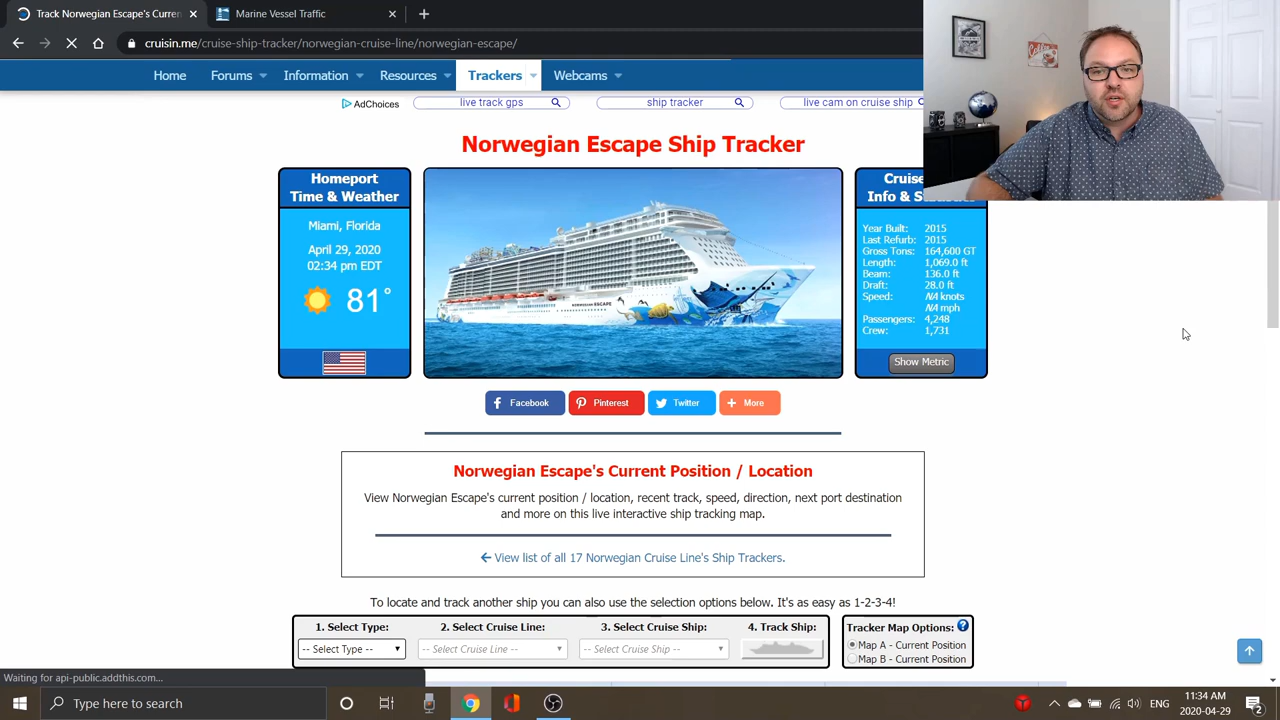 Track Norwegian Escape's Curren
Marine Vessel Traffic
cruisin.me/cruise-ship-tracker/norwegian-cruise-line/norwegian-escape/
Home
Forums
Information
Resources
Trackers
Webcams
AdChoices
live track gps
ship tracker
live cam on cruise ship
Norwegian Escape Ship Tracker
Homeport
Time & Weather
Miami, Florida
April 29, 2020
02:34 pm EDT
81°
NORWEGIAN ESCAPE
Cruise
Info &
Year Built: 2015
Last Refurb: 2015
Gross Tons: 164,600 GT
Length: 1,069.0 ft
Beam: 136.0 ft
Draft: 28.0 ft
Speed: NA knots
NA mph
Passengers: 4,248
Crew: 1,731
Show Metric
Facebook
Pinterest
Twitter
More
Norwegian Escape's Current Position / Location
View Norwegian Escape's current position / location, recent track, speed, direction, next port destination
and more on this live interactive ship tracking map.
View list of all 17 Norwegian Cruise Line's Ship Trackers.
To locate and track another ship you can also use the selection options below. It's as easy as 1-2-3-4!
1. Select Type:
2. Select Cruise Line:
3. Select Cruise Ship:
4. Track Ship:
-- Select Type --
-- Select Cruise Line --
-- Select Cruise Ship --
Tracker Map Options:
Map A - Current Position
Map B - Current Position
Waiting for api-public.addthis.com...
Type here to search
ENG
11:34 AM
2020-04-29
2